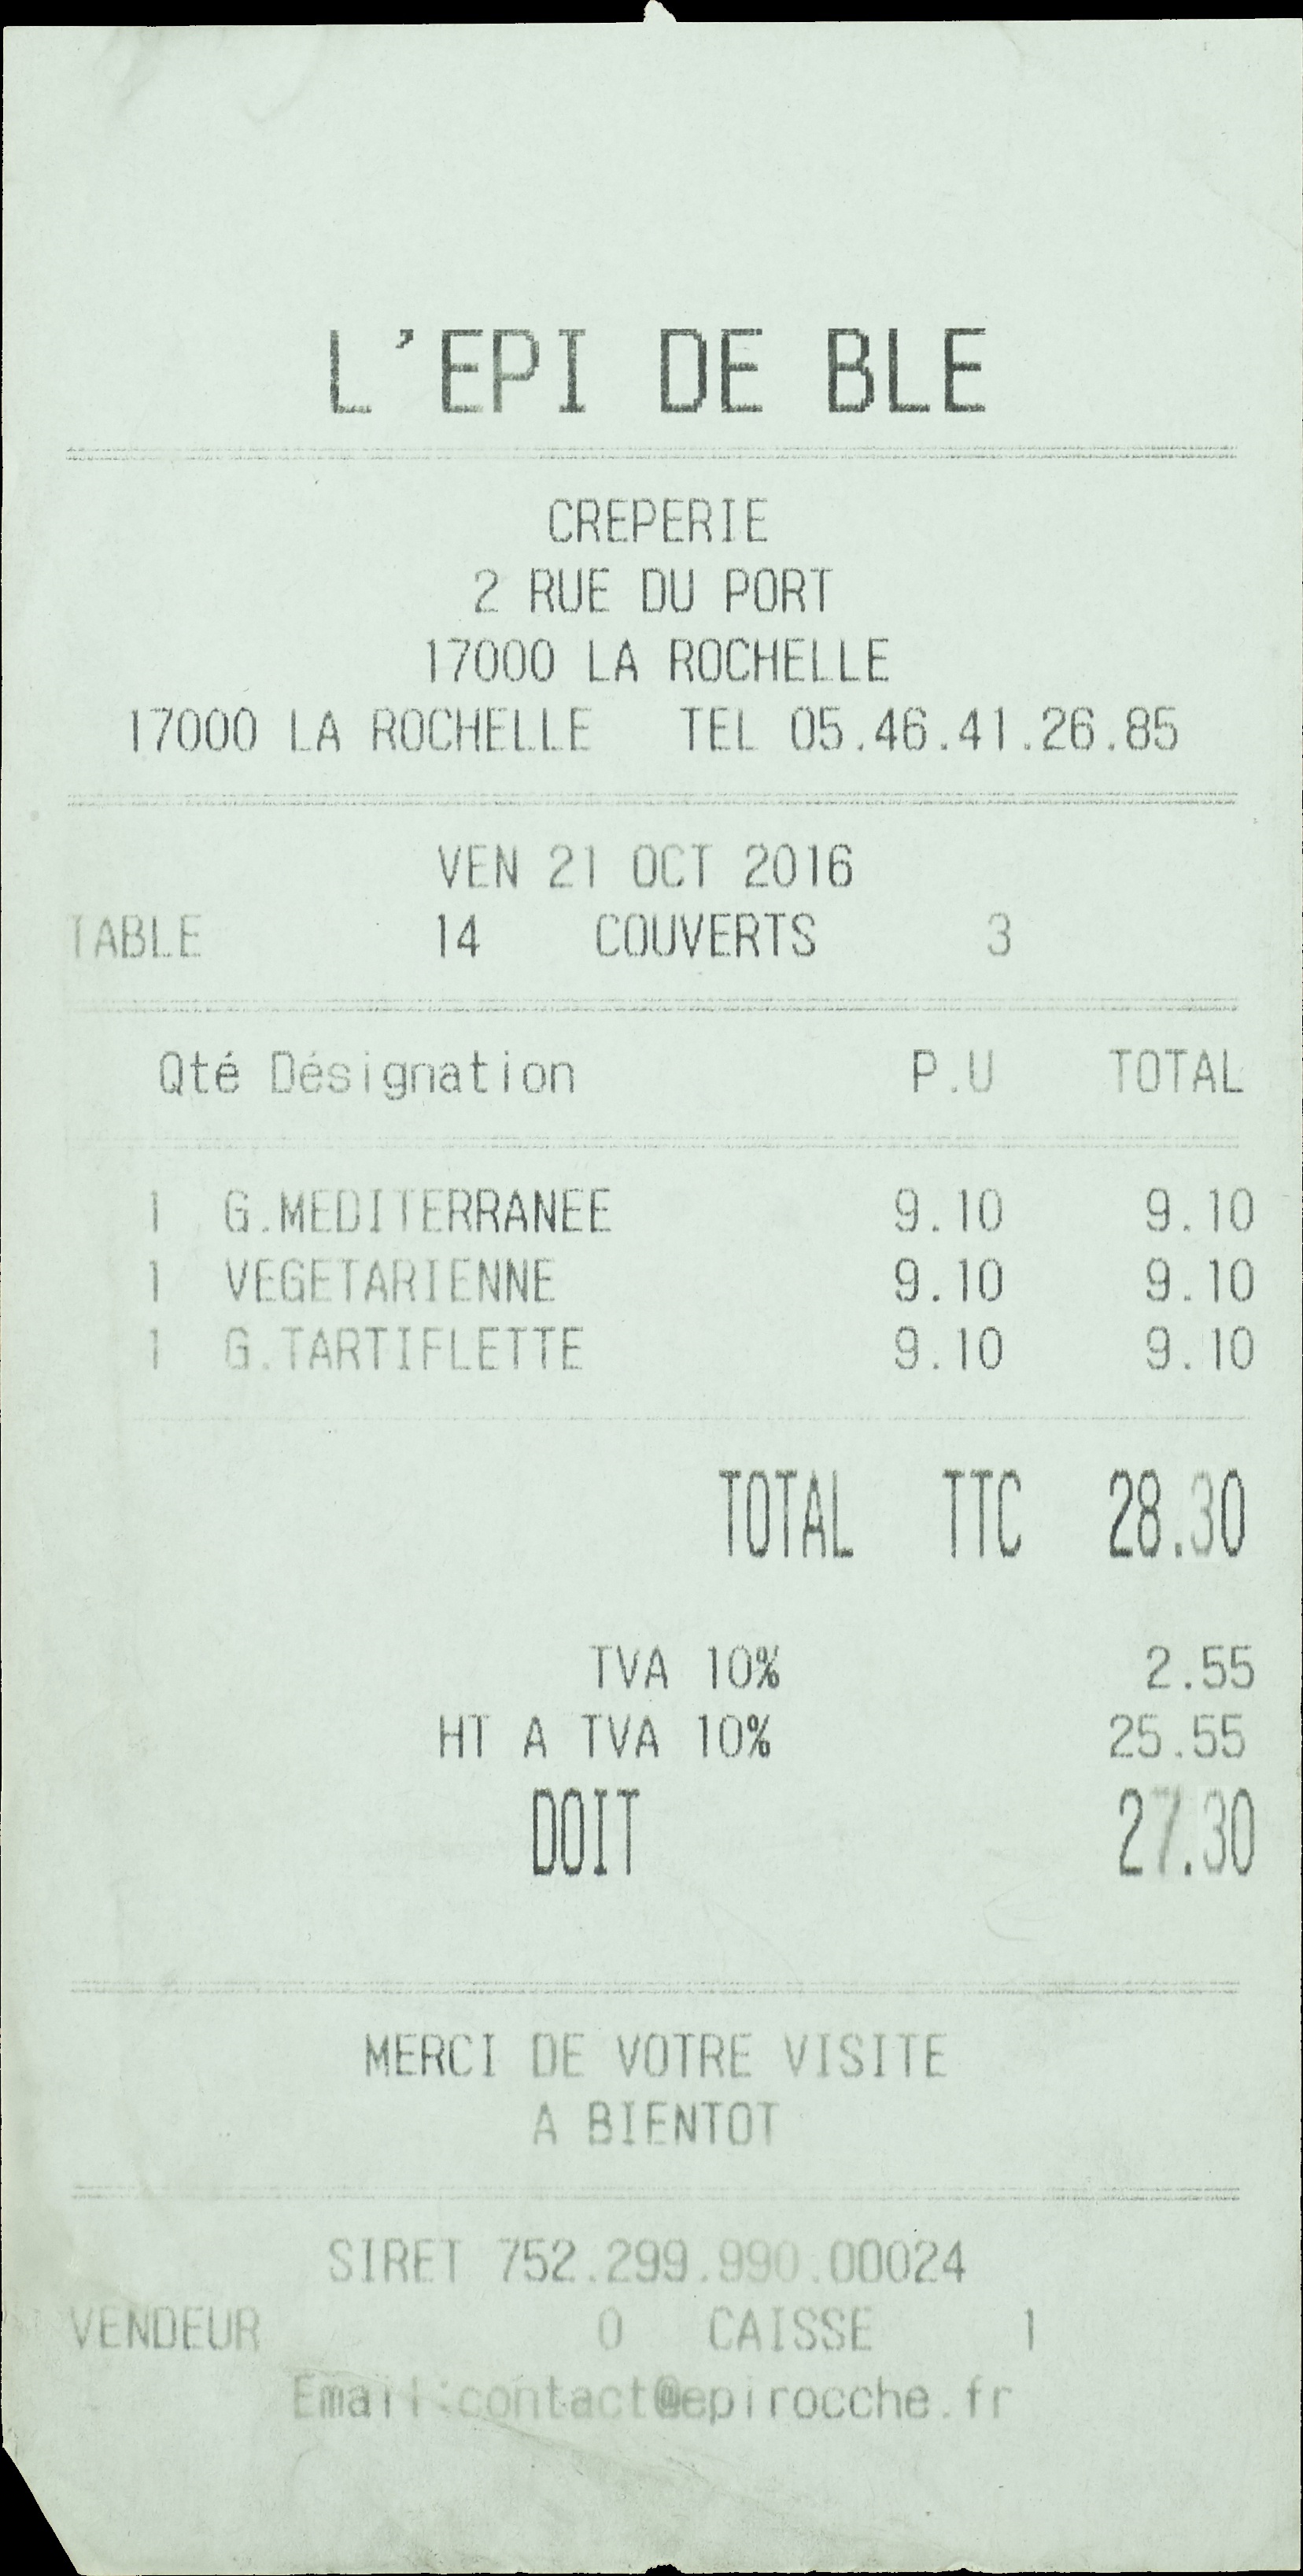 L'EPI DE BLE
CREPERIE
2 RUE DU PORT
17000 LA ROCHELLE
17000 LA ROCHELLE TEL 05.46.41.26.85
VEN 21 OCT 2016
TABLE 14 COUVERTS 3
Qté Désignation P.U TOTAL
1 G.MEDITERRANEE 9.10 9.10
1 VEGETARIENNE 9.10 9.10
1 G.TARTIFLETTE 9.10 9.10
TOTAL TTC 28.30
TVA 10% 2.55
HT A TVA 10% 25.55
DOIT 27.30
MERCI DE VOTRE VISITE
A BIENTOT
SIRET 752.299.990.00024
VENDEUR 0 CAISSE 1
Email:contact@epirocche.fr